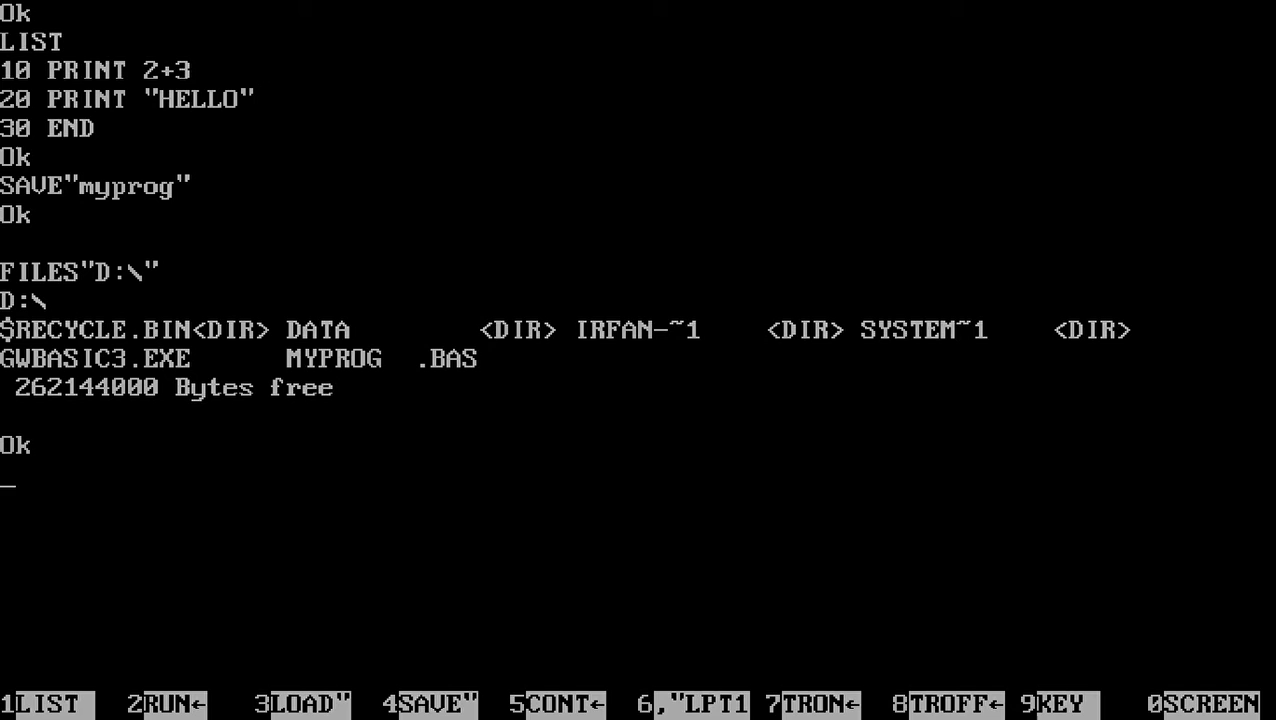 Ok
LIST
10 PRINT 2+3
20 PRINT "HELLO"
30 END
Ok
SAVE"myprog"
Ok
FILES"D:\"
D:\
$RECYCLE.BIN<DIR> DATA        <DIR> IRFAN-~1    <DIR> SYSTEM~1    <DIR>
GWBASIC3.EXE      MYPROG  .BAS
 262144000 Bytes free
Ok
_
1LIST  2RUN←  3LOAD"  4SAVE"  5CONT←  6,"LPT1  7TRON←  8TROFF←  9KEY  0SCREEN